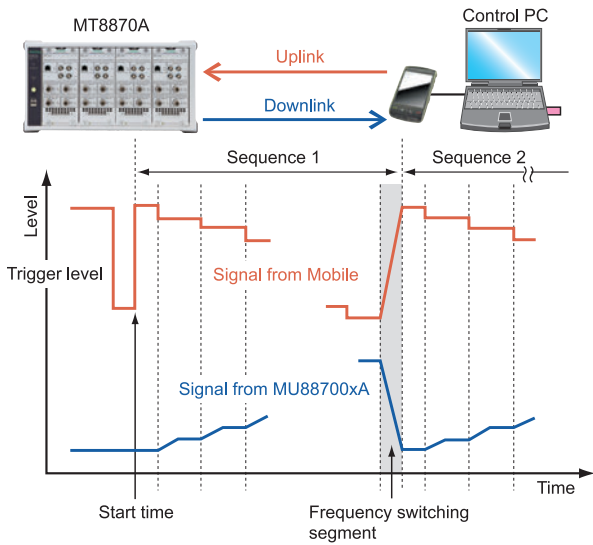 MT8870A
Control PC
Uplink
Downlink
Sequence 1
Sequence 2
Level
Trigger level
Signal from Mobile
Signal from MU88700xA
Time
Start time
Frequency switching
segment